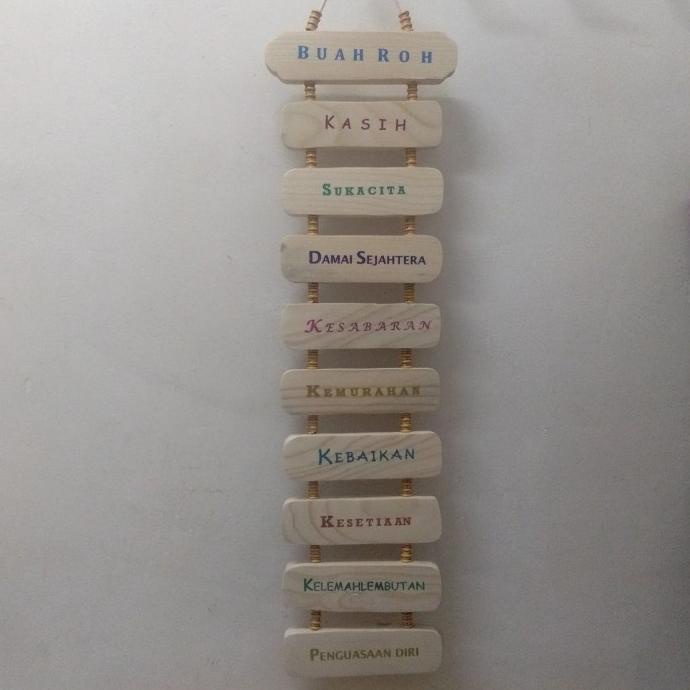 BUAH ROH
KASIH
SUKACITA
DAMAI SEJAHTERA
KESABARAN
KEMURAHAN
KEBAIKAN
KESETIAAN
KELEMAHLEMBUTAN
PENGUASAAN DIRI